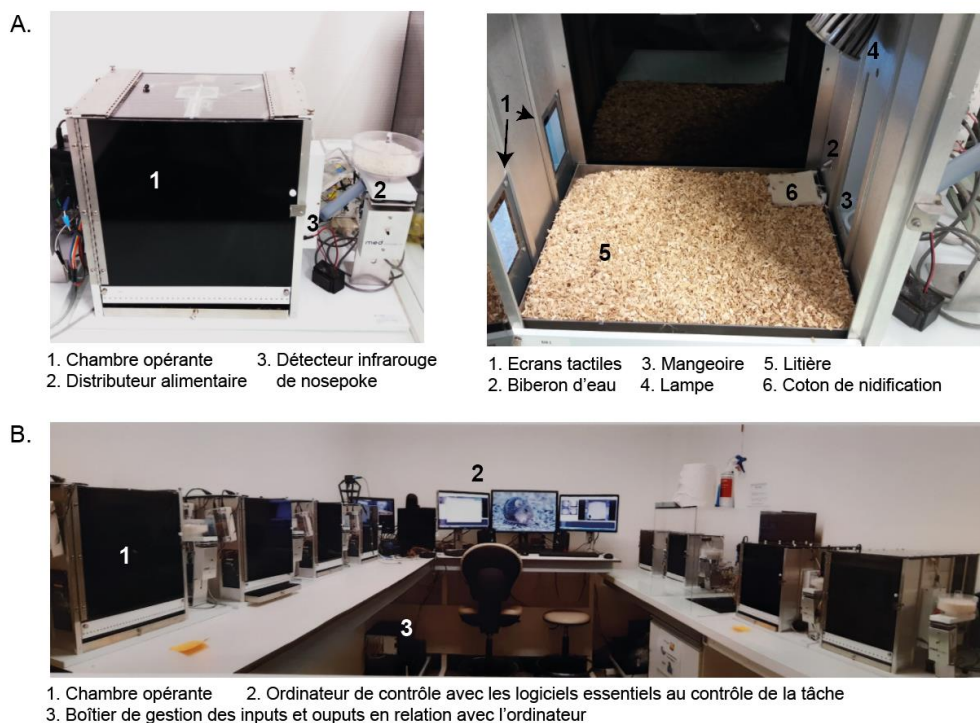 A.
1
2
3
med
1. Chambre opérante
2. Distributeur alimentaire
3. Détecteur infrarouge
de nosepoke
1
2
3
4
5
6
1. Ecrans tactiles
2. Biberon d'eau
3. Mangeoire
4. Lampe
5. Litière
6. Coton de nidification
B.
1
2
3
1. Chambre opérante
2. Ordinateur de contrôle avec les logiciels essentiels au contrôle de la tâche
3. Boîtier de gestion des inputs et ouputs en relation avec l'ordinateur